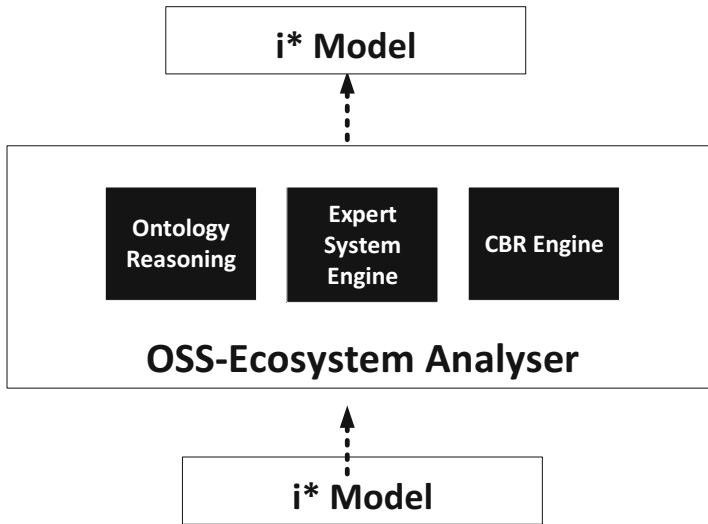 i* Model
Ontology
Reasoning
Expert
System
Engine
CBR Engine
OSS-Ecosystem Analyser
i* Model